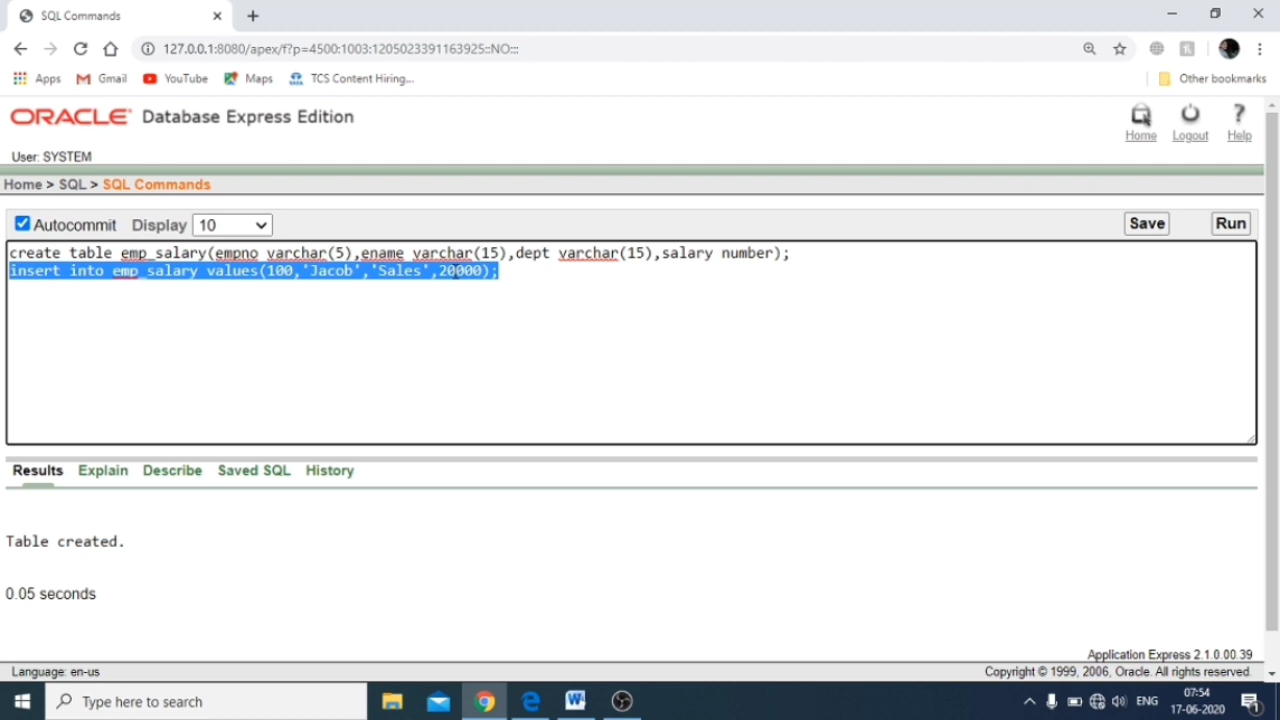 SQL Commands
127.0.0.1:8080/apex/f?p=4500:1003:1205023391163925::NO:::
Apps Gmail YouTube Maps TCS Content Hiring... Other bookmarks
ORACLE Database Express Edition
Home Logout Help
User: SYSTEM
Home > SQL > SQL Commands
Autocommit Display 10 Save Run
create table emp_salary(empno varchar(5),ename varchar(15),dept varchar(15),salary number);
insert into emp_salary values(100,'Jacob','Sales',20000);
Results Explain Describe Saved SQL History
Table created.
0.05 seconds
Application Express 2.1.0.00.39
Language: en-us Copyright © 1999, 2006, Oracle. All rights reserved.
Type here to search ENG 07:54
17-06-2020